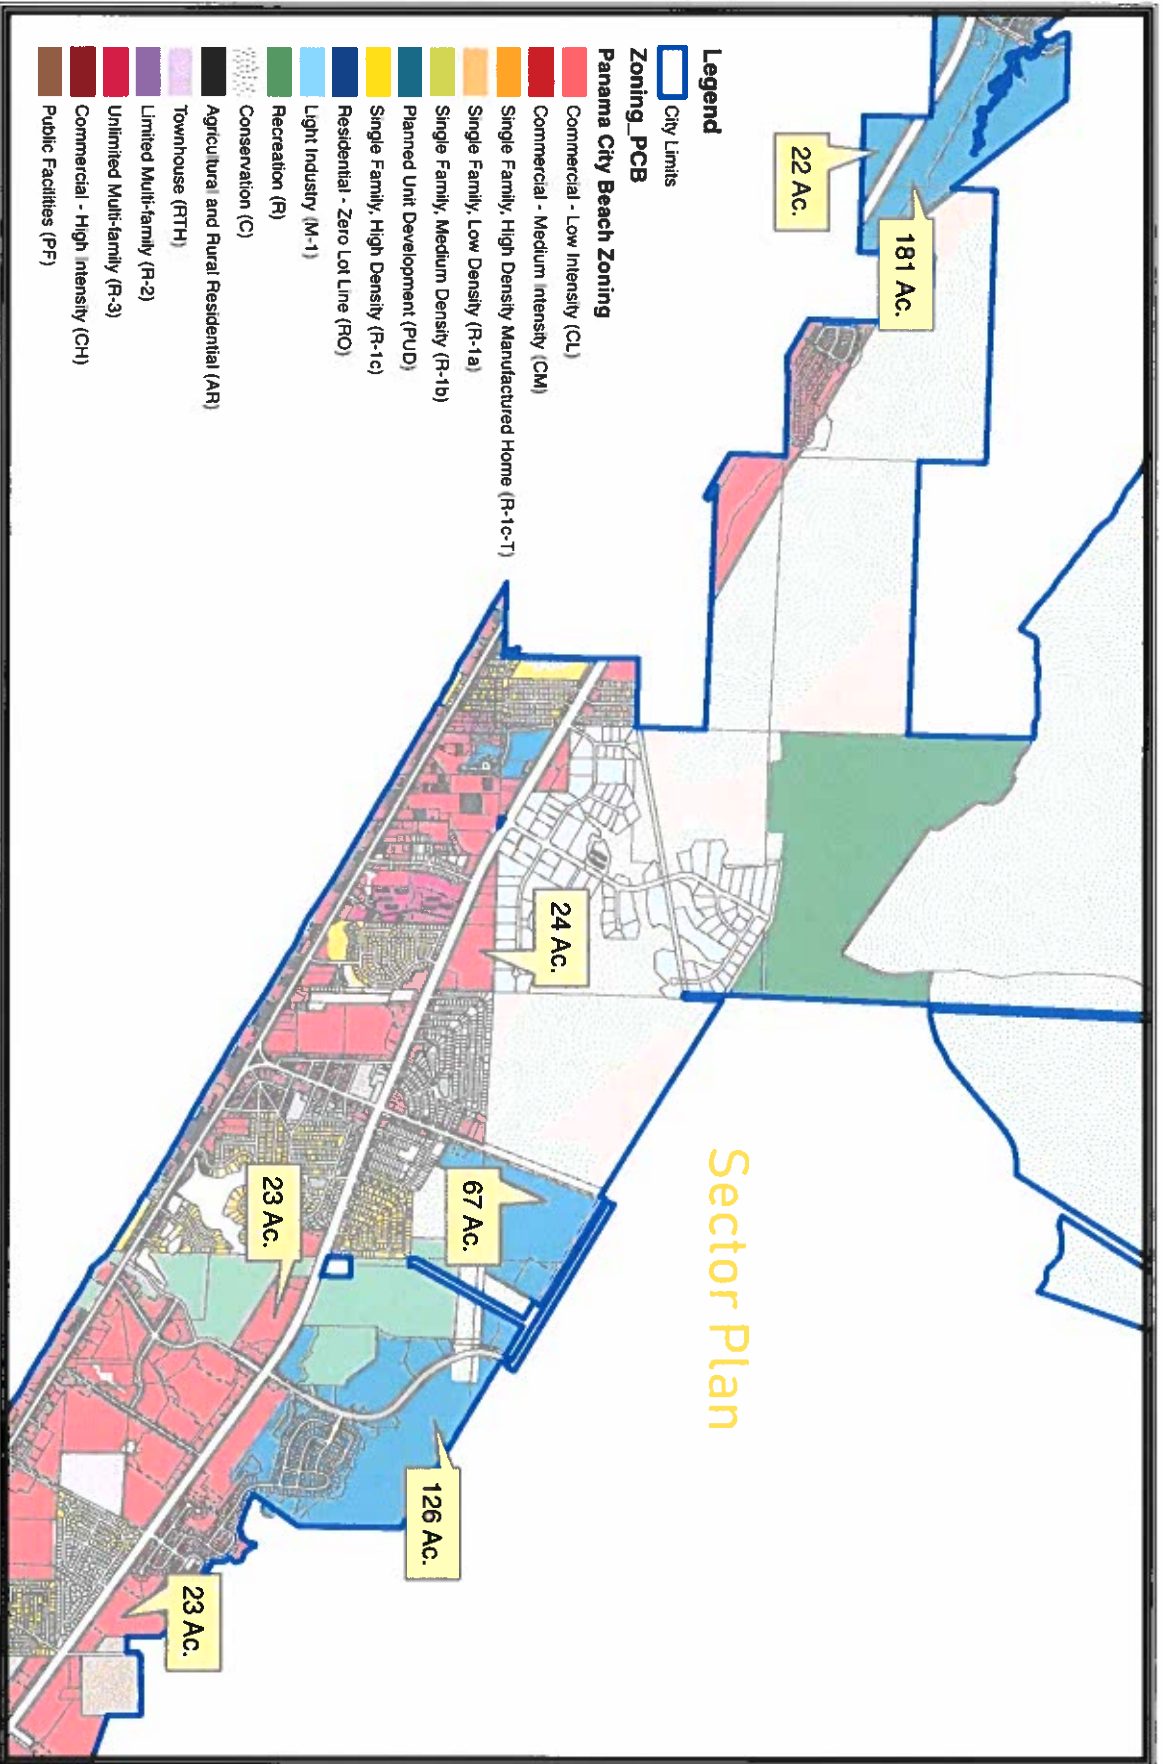 Legend
City Limits
Zoning_PCB
Panama City Beach Zoning
Commercial - Low Intensity (CL)
Commercial - Medium Intensity (CM)
Single Family, High Density Manufactured Home (R-1c-T)
Single Family, Low Density (R-1a)
Single Family, Medium Density (R-1b)
Planned Unit Development (PUD)
Single Family, High Density (R-1c)
Residential - Zero Lot Line (RO)
Light Industry (M-1)
Recreation (R)
Conservation (C)
Agricultural and Rural Residential (AR)
Townhouse (RTH)
Limited Multi-family (R-2)
Unlimited Multi-family (R-3)
Commercial - High Intensity (CH)
Public Facilities (PF)
22 Ac.
181 Ac.
24 Ac.
Sector Plan
67 Ac.
23 Ac.
126 Ac.
23 Ac.